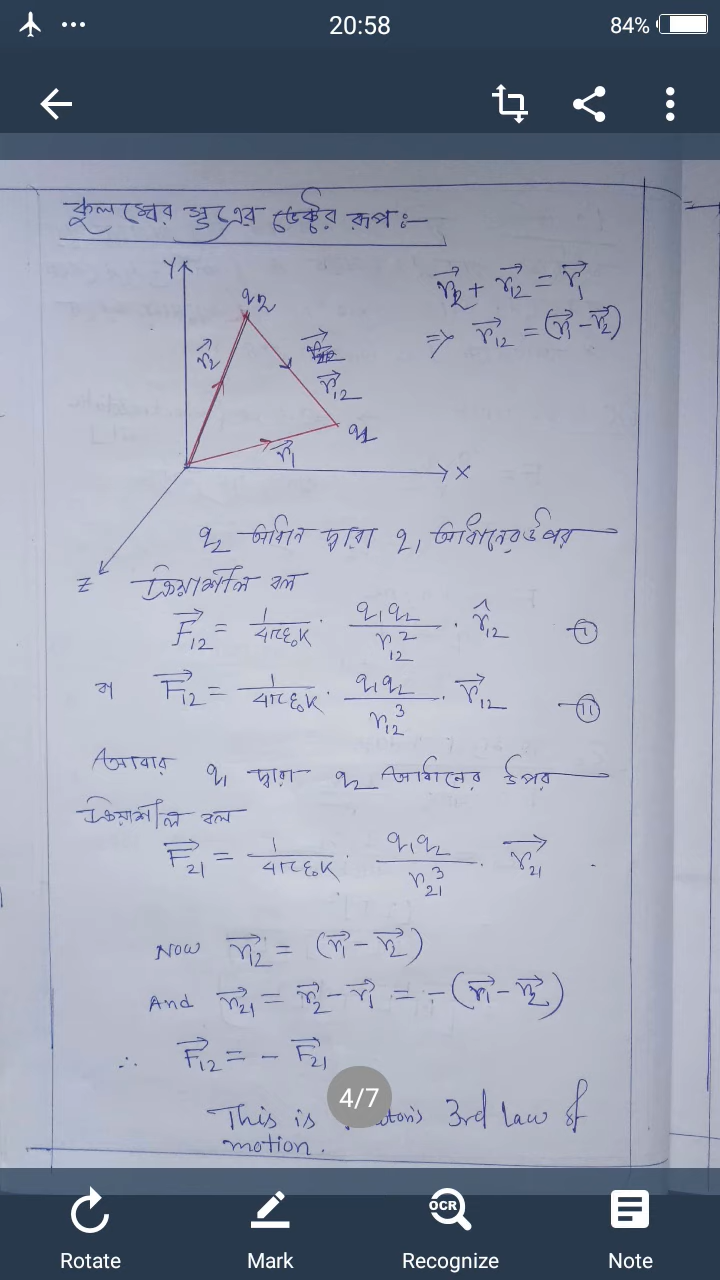 20:58
84%
কুলম্বের সূত্রের ভেক্টর রূপ :-
Y
q2
r⃗2
r⃗12
q1
r⃗1
X
Z
r⃗2 + r⃗12 = r⃗1
⇒ r⃗12 = (r⃗1 - r⃗2)
q2 আধান দ্বারা q1 আধানের উপর
ক্রিয়াশীল বল
F⃗12 = 1/4πε0K · q1q2/r12² · r̂12 (i)
বা F⃗12 = 1/4πε0K · q1q2/r12³ · r⃗12 (ii)
আবার q1 দ্বারা q2 আধানের উপর
ক্রিয়াশীল বল
F⃗21 = 1/4πε0K · q1q2/r21³ · r⃗21
Now r⃗12 = (r⃗1 - r⃗2)
And r⃗21 = r⃗2 - r⃗1 = -(r⃗1 - r⃗2)
∴ F⃗12 = - F⃗21
4/7
This is 3rd law of
motion.
OCR
Rotate Mark Recognize Note